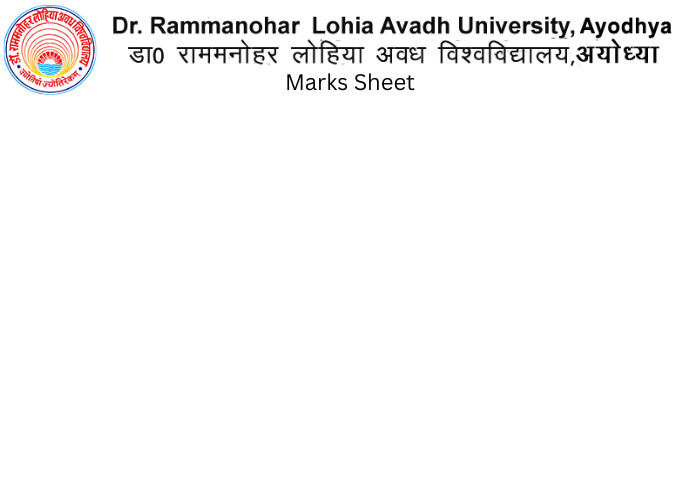 डॉ. राममनोहर लोहिया अवध विश्वविद्यालय
ज्योतिषां ज्योतिरेकम्
Dr. Rammanohar Lohia Avadh University, Ayodhya
डा0 राममनोहर लोहिया अवध विश्वविद्यालय,अयोध्या
Marks Sheet